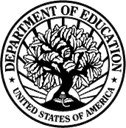 DEPARTMENT OF EDUCATION
UNITED STATES OF AMERICA